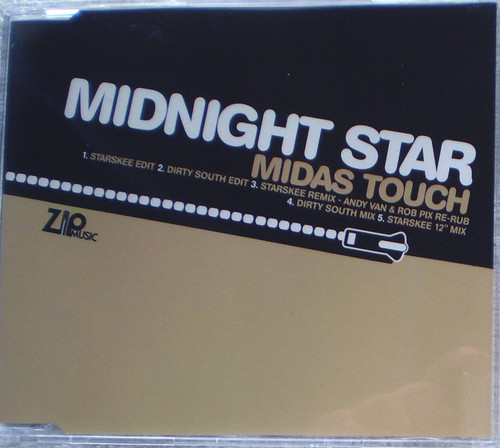 MIDNIGHT STAR
MIDAS TOUCH
1. STARSKEE EDIT 2. DIRTY SOUTH EDIT 3. STARSKEE REMIX - ANDY VAN & ROB PIX RE-RUB
4. DIRTY SOUTH MIX 5. STARSKEE 12" MIX
ZIP
MUSIC